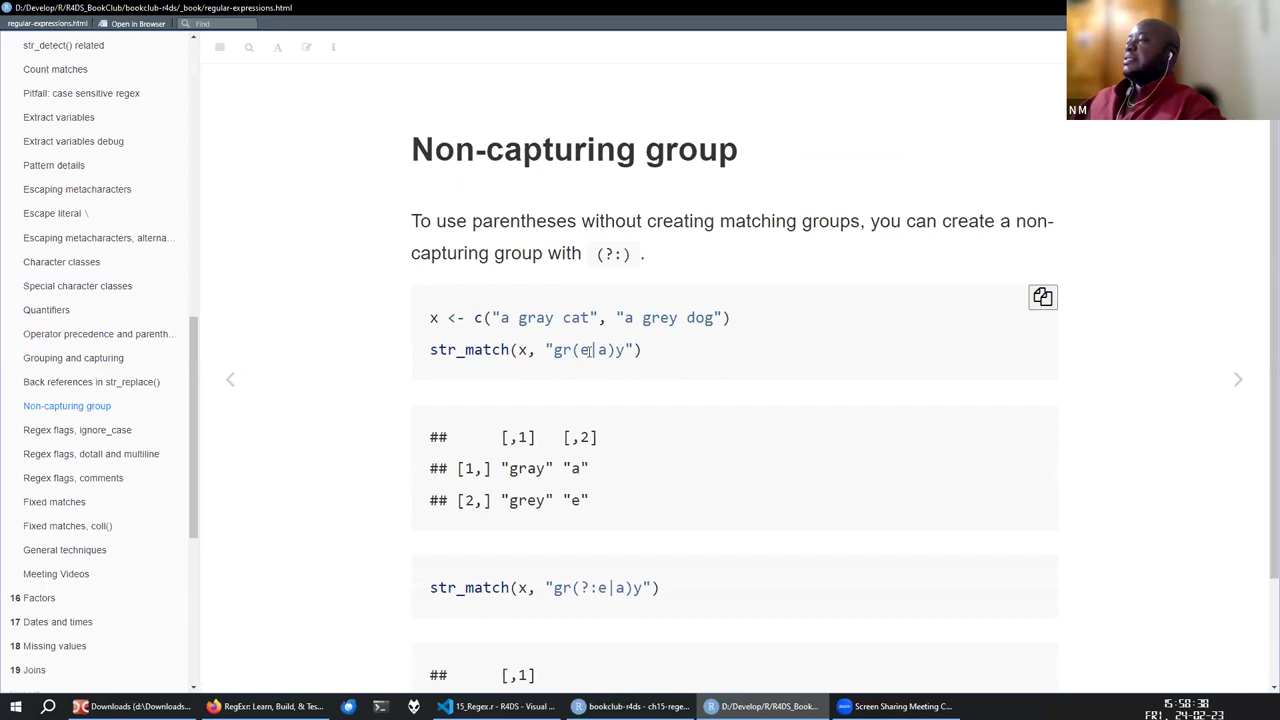 D:/Develop/R/R4DS_BookClub/bookclub-r4ds/_book/regular-expressions.html
regular-expressions.html
Open in Browser
Find
str_detect() related
Count matches
Pitfall: case sensitive regex
Extract variables
Extract variables debug
Pattern details
Escaping metacharacters
Escape literal \
Escaping metacharacters, alterna...
Character classes
Special character classes
Quantifiers
Operator precedence and parenth...
Grouping and capturing
Back references in str_replace()
Non-capturing group
Regex flags, ignore_case
Regex flags, dotall and multiline
Regex flags, comments
Fixed matches
Fixed matches, coll()
General techniques
Meeting Videos
16 Factors
17 Dates and times
18 Missing values
19 Joins
Non-capturing group
To use parentheses without creating matching groups, you can create a non-
capturing group with (?:) .
x <- c("a gray cat", "a grey dog")
str_match(x, "gr(e|a)y")
## [,1] [,2]
## [1,] "gray" "a"
## [2,] "grey" "e"
str_match(x, "gr(?:e|a)y")
## [,1]
NM
Downloads (d:\Downloads...
RegExr: Learn, Build, & Tes...
15_Regex.r - R4DS - Visual ...
bookclub-r4ds - ch15-rege...
D:/Develop/R/R4DS_Book...
Screen Sharing Meeting C...
15:58:38
FRI, 24-02-23